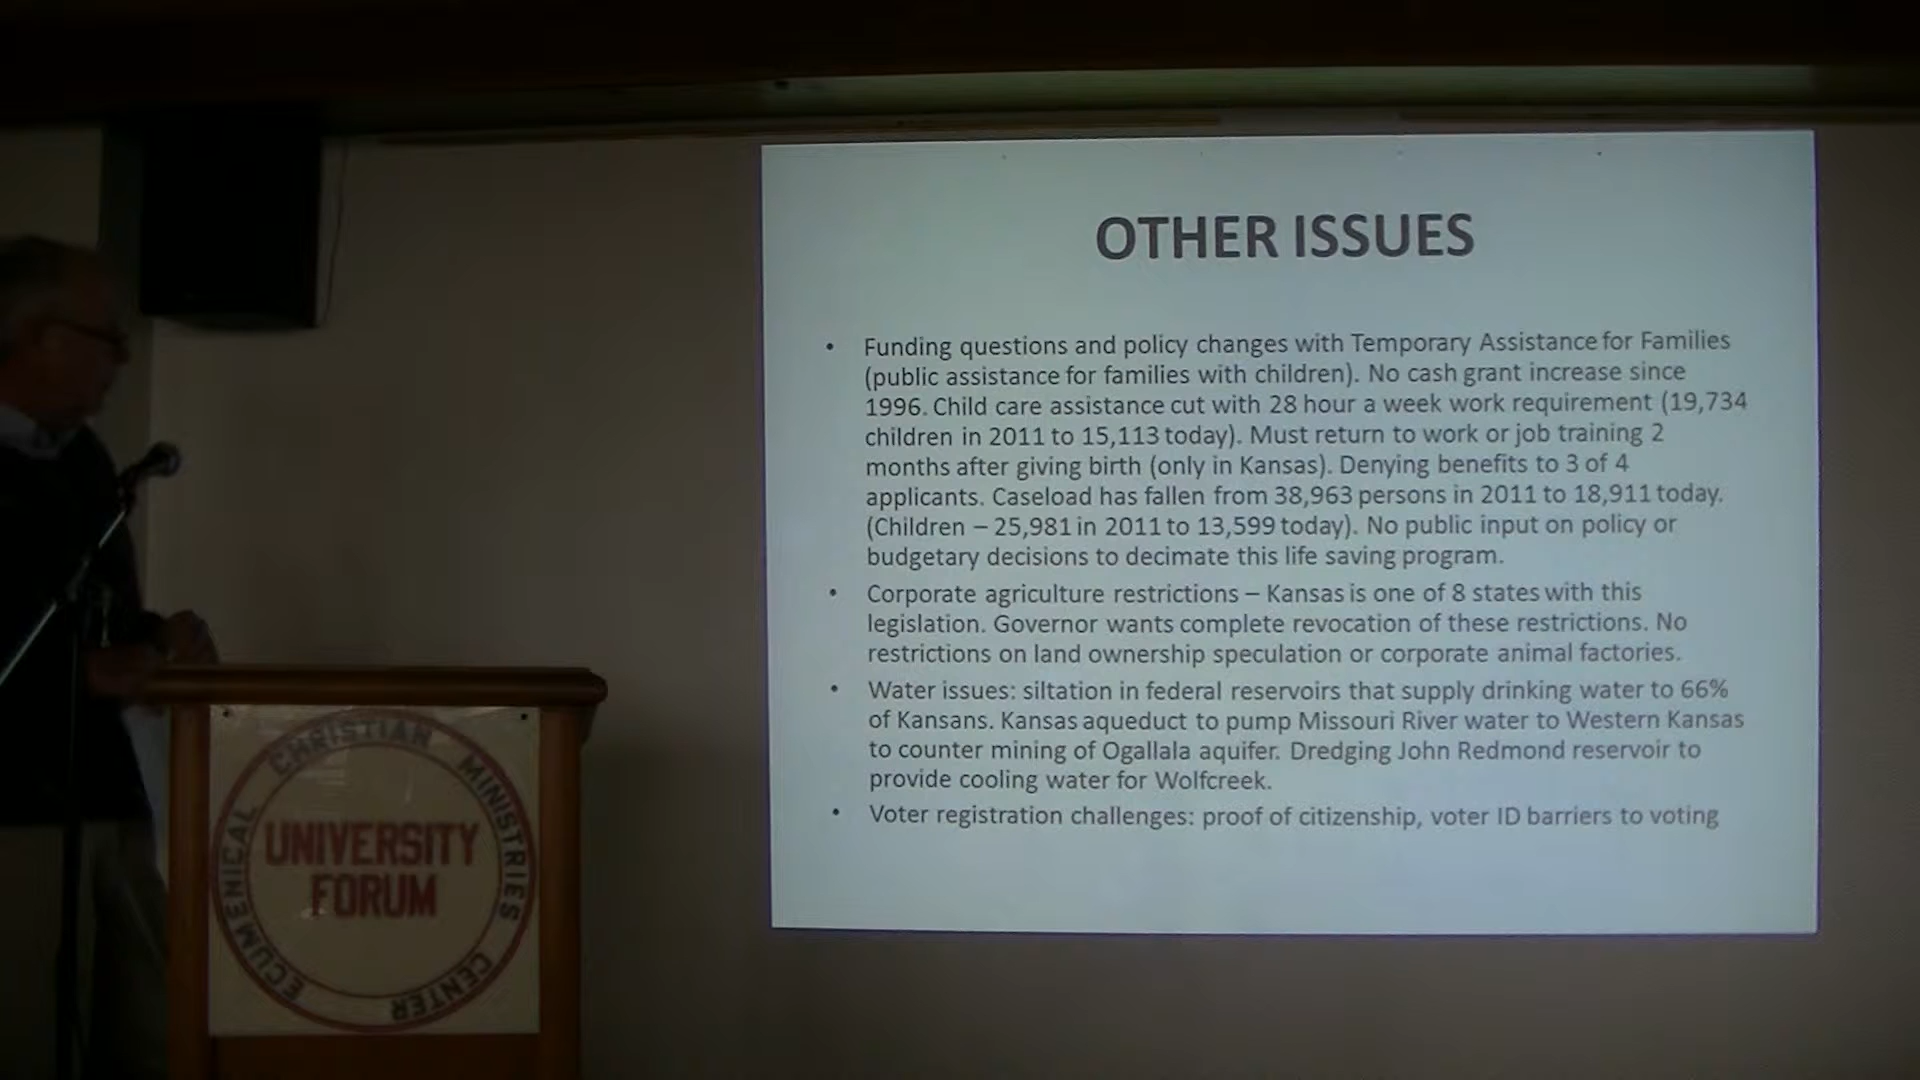 OTHER ISSUES
• Funding questions and policy changes with Temporary Assistance for Families
(public assistance for families with children). No cash grant increase since
1996. Child care assistance cut with 28 hour a week work requirement (19,734
children in 2011 to 15,113 today). Must return to work or job training 2
months after giving birth (only in Kansas). Denying benefits to 3 of 4
applicants. Caseload has fallen from 38,963 persons in 2011 to 18,911 today.
(Children – 25,981 in 2011 to 13,599 today). No public input on policy or
budgetary decisions to decimate this life saving program.
• Corporate agriculture restrictions – Kansas is one of 8 states with this
legislation. Governor wants complete revocation of these restrictions. No
restrictions on land ownership speculation or corporate animal factories.
• Water issues: siltation in federal reservoirs that supply drinking water to 66%
of Kansans. Kansas aqueduct to pump Missouri River water to Western Kansas
to counter mining of Ogallala aquifer. Dredging John Redmond reservoir to
provide cooling water for Wolfcreek.
• Voter registration challenges: proof of citizenship, voter ID barriers to voting
ECUMENICAL CHRISTIAN MINISTRIES CENTER
UNIVERSITY
FORUM